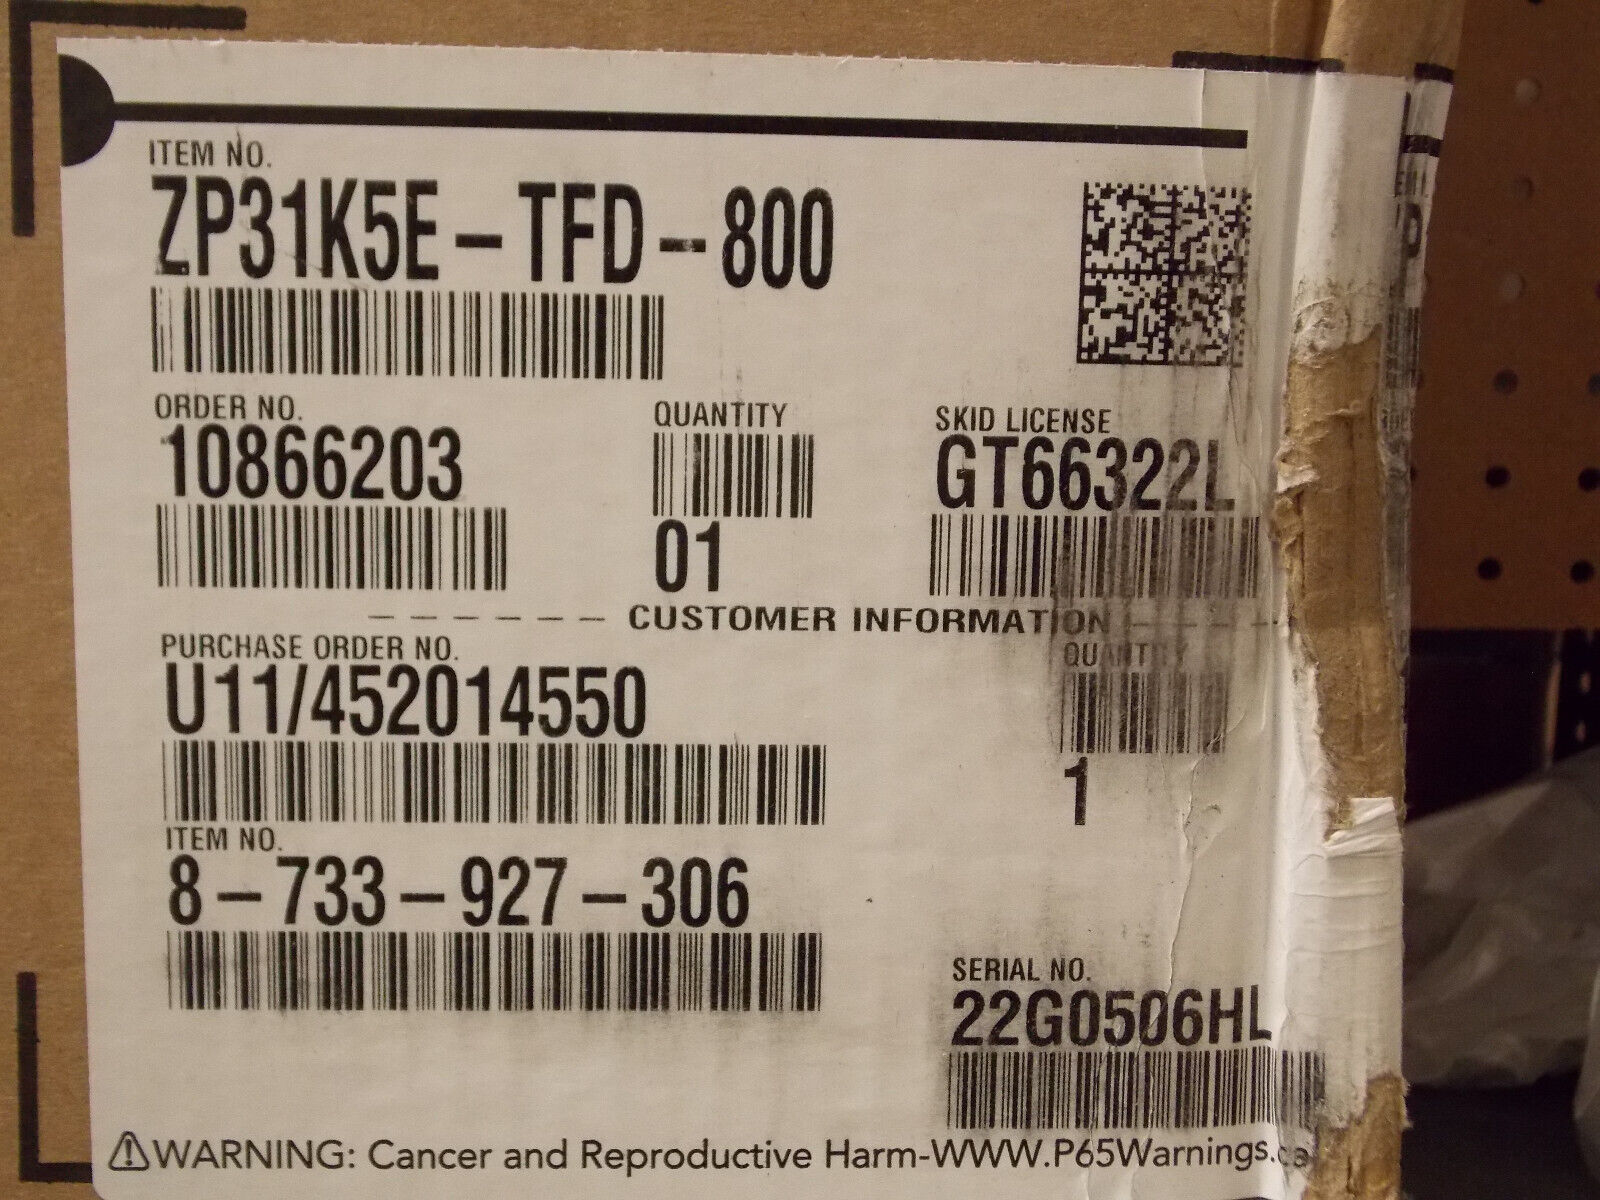 ITEM NO.
ZP31K5E-TFD-800
ORDER NO.
10866203
QUANTITY
01
SKID LICENSE
GT66322L
CUSTOMER INFORMATION
PURCHASE ORDER NO.
U11/452014550
QUANTITY
1
ITEM NO.
8-733-927-306
SERIAL NO.
22G0506HL
⚠WARNING: Cancer and Reproductive Harm-WWW.P65Warnings.ca